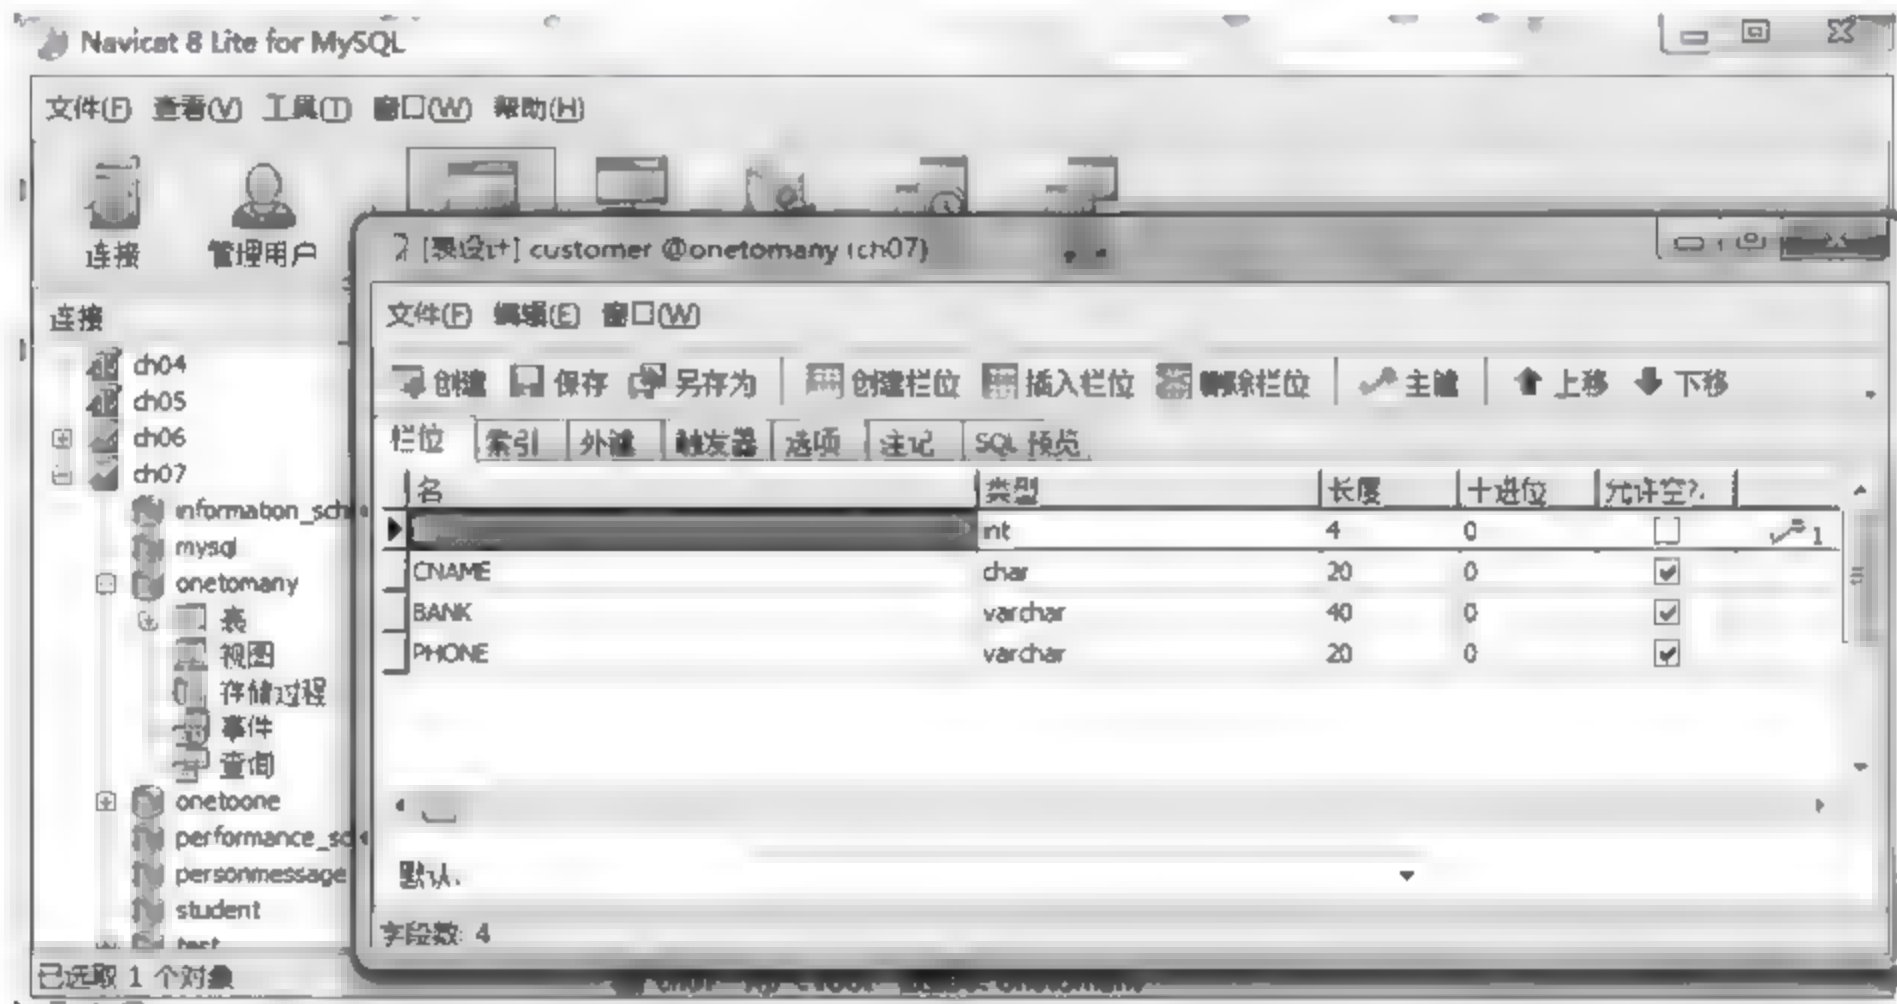 Navicat 8 Lite for MySQL
文件(F) 查看(V) 工具(T) 窗口(W) 帮助(H)
连接 管理用户
[表设计] customer @onetomany (ch07)
文件(F) 编辑(E) 窗口(W)
创建 保存 另存为 创建栏位 插入栏位 删除栏位 主键 上移 下移
栏位 索引 外键 触发器 选项 注记 SQL 预览
名 类型 长度 十进位 允许空?
int 4 0 1
CNAME char 20 0
BANK varchar 40 0
PHONE varchar 20 0
默认:
字段数: 4
连接
ch04
ch05
ch06
ch07
information_sch
mysql
onetomany
表
视图
存储过程
事件
查询
onetoone
performance_sc
personmessage
student
test
已选取 1 个对象